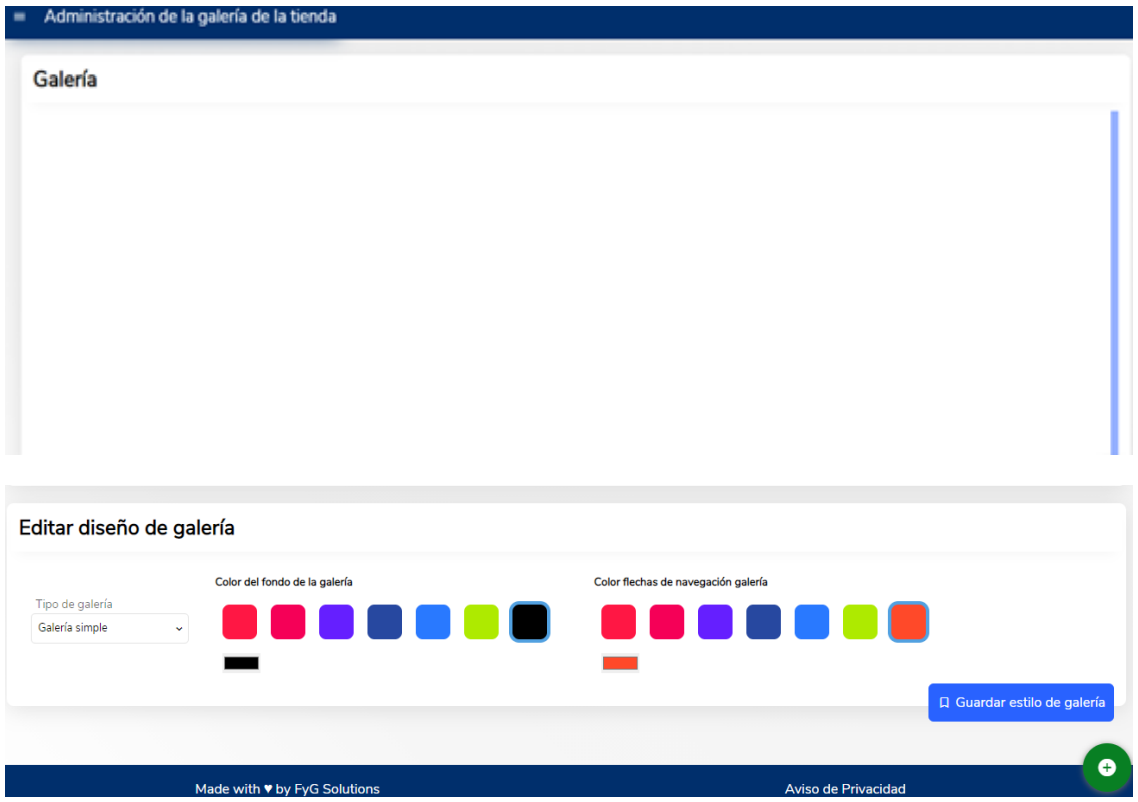 Administración de la galería de la tienda
Galería
Editar diseño de galería
Color del fondo de la galería
Color flechas de navegación galería
Tipo de galería
Galería simple
Guardar estilo de galería
Made with ♥ by FyG Solutions
Aviso de Privacidad